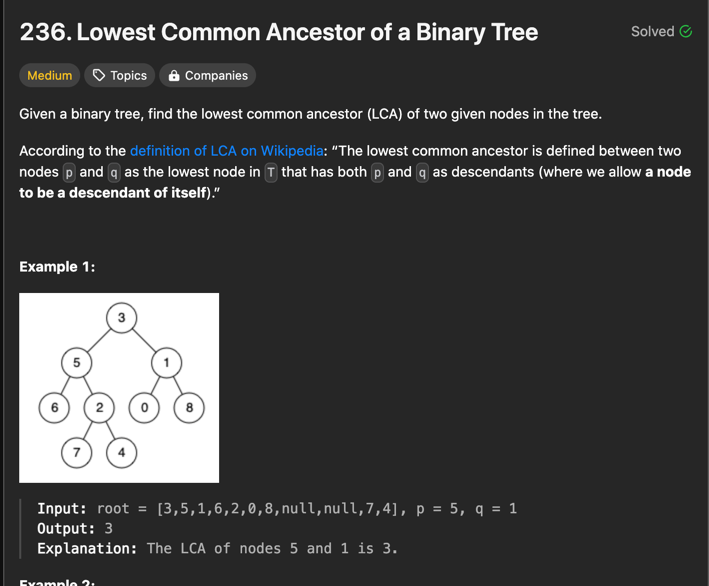 236. Lowest Common Ancestor of a Binary Tree
Solved
Medium Topics Companies
Given a binary tree, find the lowest common ancestor (LCA) of two given nodes in the tree.
According to the definition of LCA on Wikipedia: “The lowest common ancestor is defined between two
nodes p and q as the lowest node in T that has both p and q as descendants (where we allow a node
to be a descendant of itself).”
Example 1:
3
5 1
6 2 0 8
7 4
Input: root = [3,5,1,6,2,0,8,null,null,7,4], p = 5, q = 1
Output: 3
Explanation: The LCA of nodes 5 and 1 is 3.
Example 2: